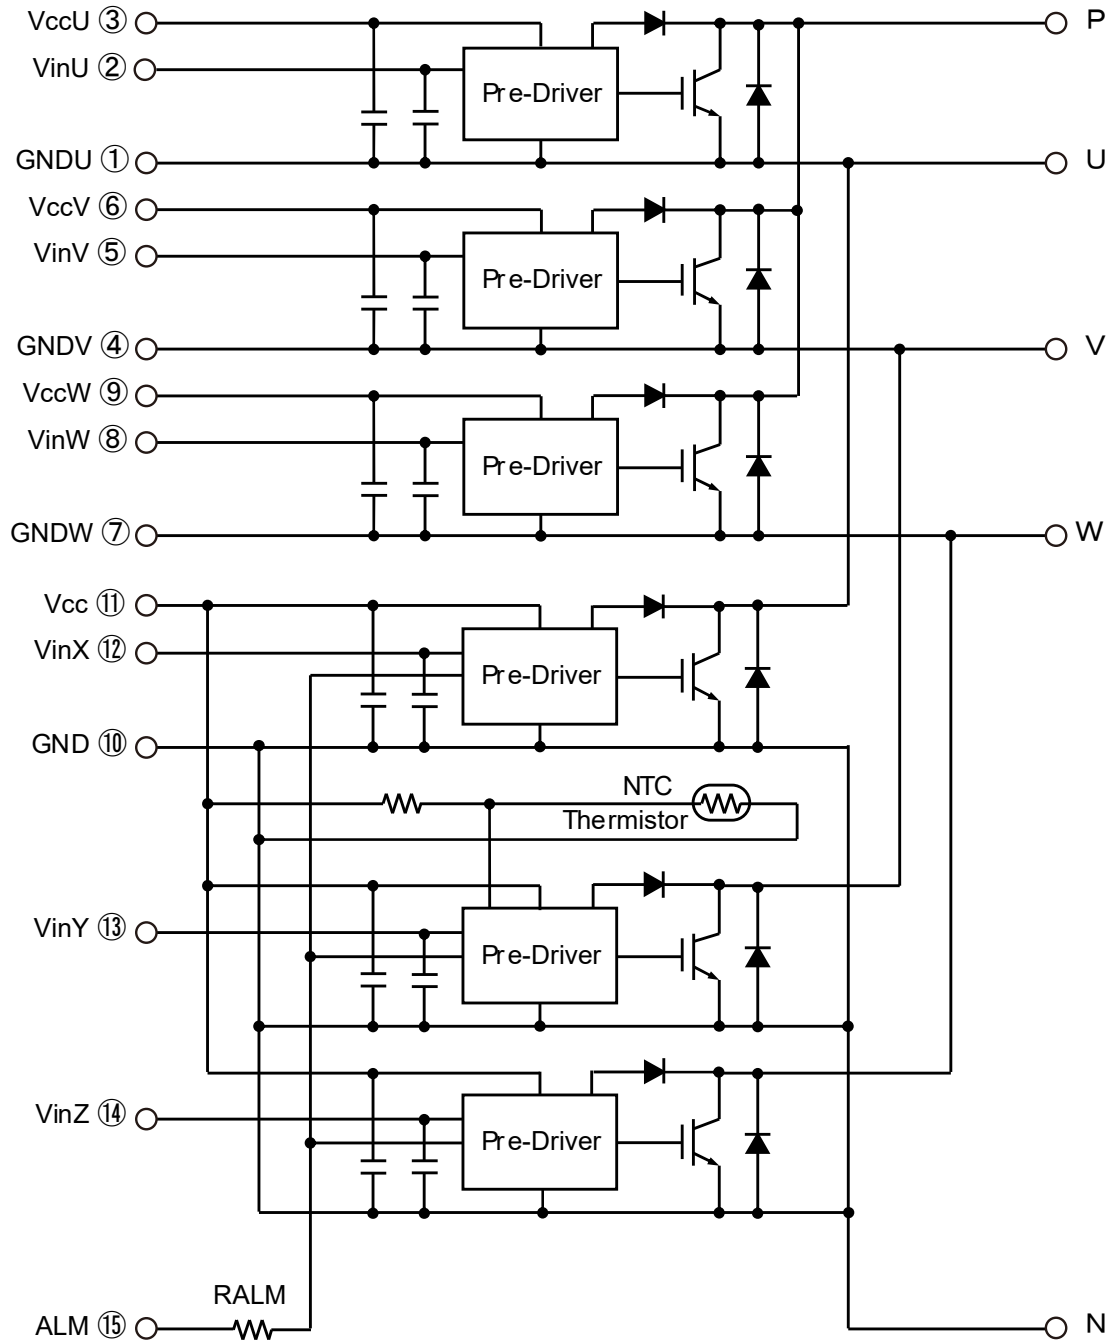 VccU ③
P
VinU ②
Pre-Driver
GNDU ①
U
VccV ⑥
VinV ⑤
Pre-Driver
GNDV ④
V
VccW ⑨
VinW ⑧
Pre-Driver
GNDW ⑦
W
Vcc ⑪
VinX ⑫
Pre-Driver
GND ⑩
NTC
Thermistor
VinY ⑬
Pre-Driver
VinZ ⑭
Pre-Driver
RALM
ALM ⑮
N